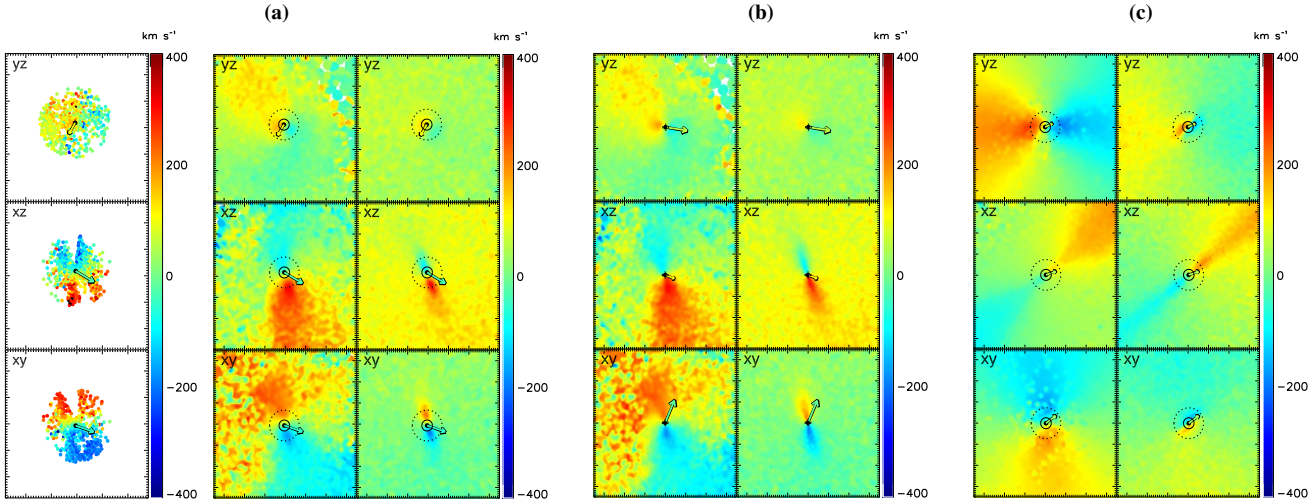 (a) (b) (c)
km s⁻¹ km s⁻¹ km s⁻¹ km s⁻¹
yz 400 yz yz 400 yz yz 400 yz yz 400
200 200 200 200
xz 0 xz xz 0 xz xz 0 xz xz 0
xy −200 xy xy −200 xy xy −200 xy xy −200
−400 −400 −400 −400